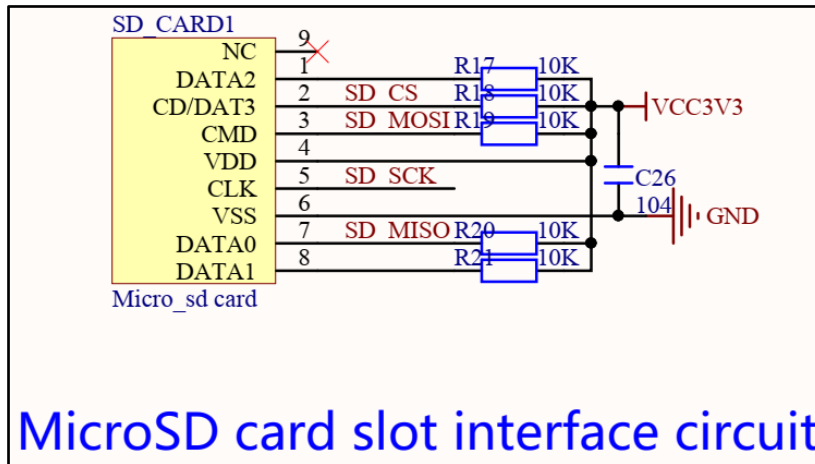 SD_CARD1
NC 9
DATA2 1 R17 10K
CD/DAT3 2 SD_CS R18 10K VCC3V3
CMD 3 SD_MOSI R19 10K
VDD 4
CLK 5 SD_SCK C26
VSS 6 104 GND
DATA0 7 SD_MISO R20 10K
DATA1 8 R21 10K
Micro_sd card
MicroSD card slot interface circuit